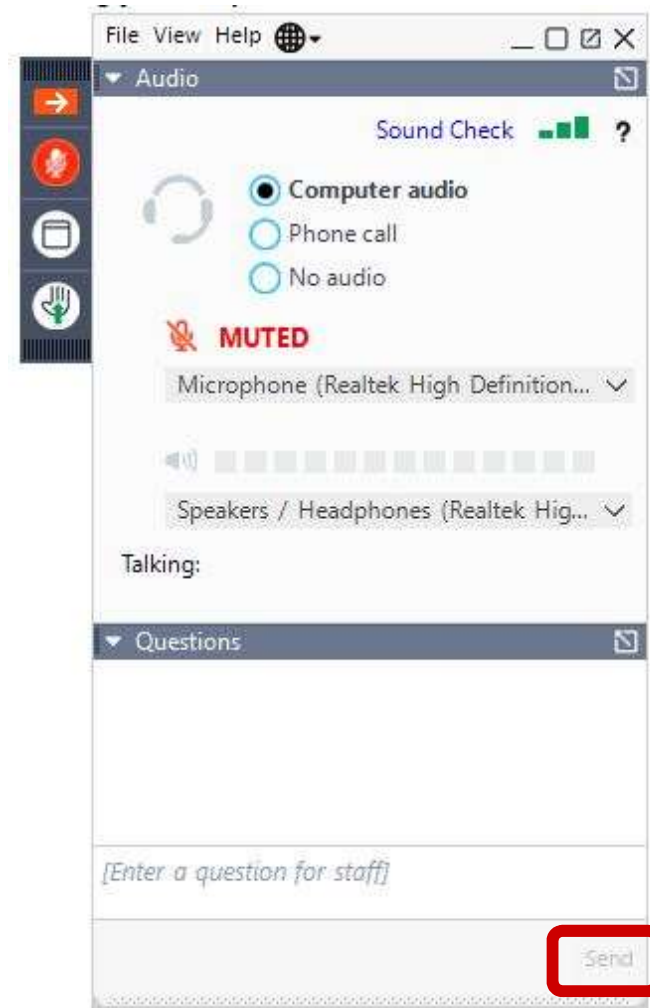 File View Help
Audio
Sound Check ?
Computer audio
Phone call
No audio
MUTED
Microphone (Realtek High Definition...
Speakers / Headphones (Realtek Hig...
Talking:
Questions
[Enter a question for staff]
Send